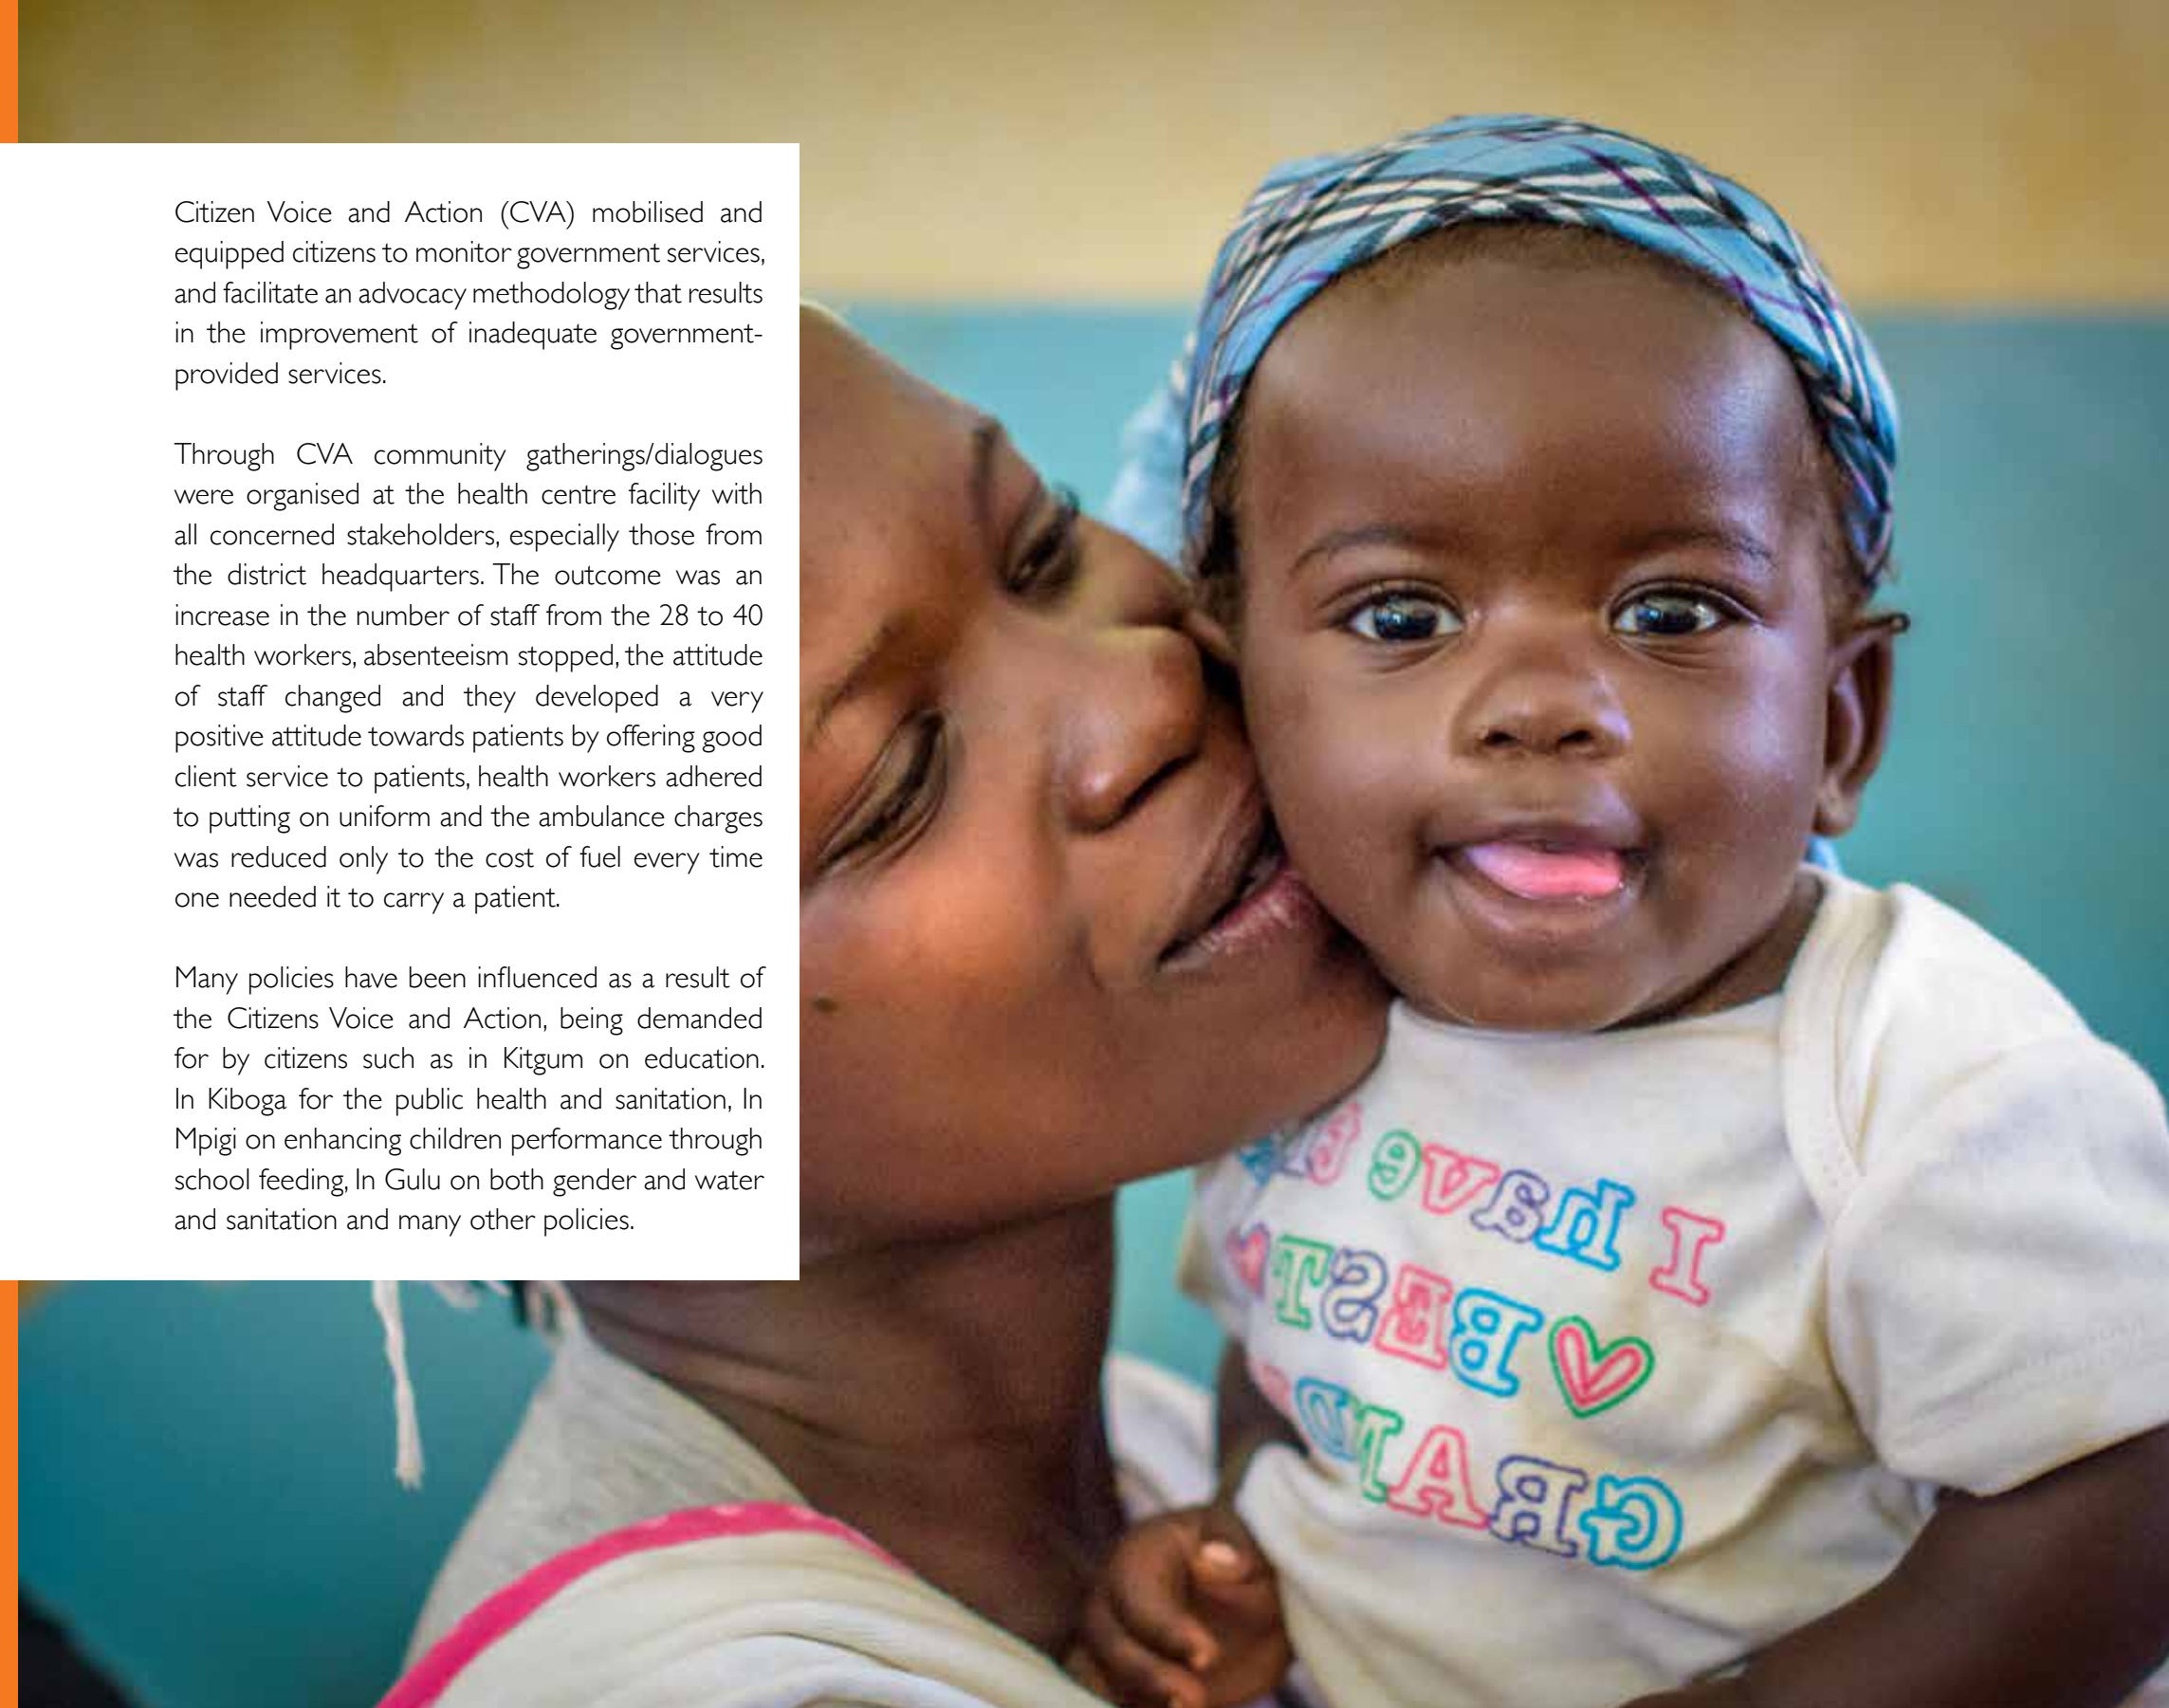 Citizen Voice and Action (CVA) mobilised and
equipped citizens to monitor government services,
and facilitate an advocacy methodology that results
in the improvement of inadequate government-
provided services.
Through CVA community gatherings/dialogues
were organised at the health centre facility with
all concerned stakeholders, especially those from
the district headquarters. The outcome was an
increase in the number of staff from the 28 to 40
health workers, absenteeism stopped, the attitude
of staff changed and they developed a very
positive attitude towards patients by offering good
client service to patients, health workers adhered
to putting on uniform and the ambulance charges
was reduced only to the cost of fuel every time
one needed it to carry a patient.
Many policies have been influenced as a result of
the Citizens Voice and Action, being demanded
for by citizens such as in Kitgum on education.
In Kiboga for the public health and sanitation, In
Mpigi on enhancing children performance through
school feeding, In Gulu on both gender and water
and sanitation and many other policies.
I have
BEST